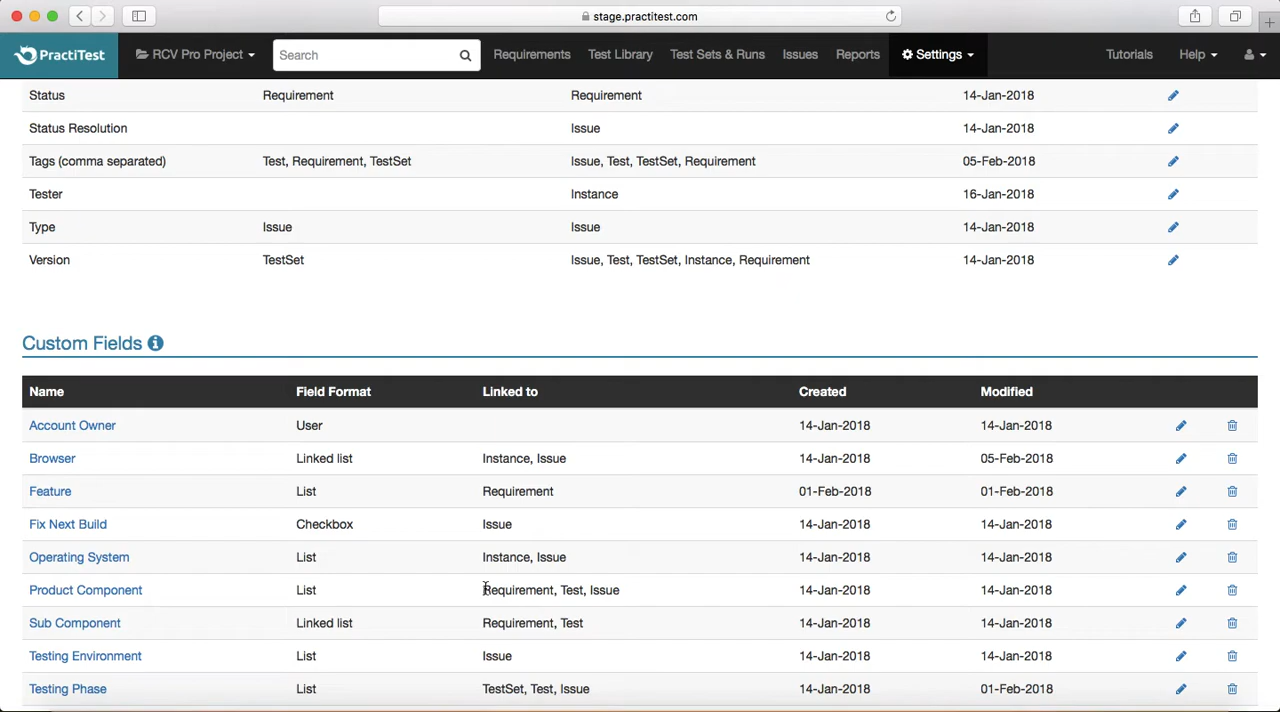 stage.practitest.com
PractiTest RCV Pro Project Search Requirements Test Library Test Sets & Runs Issues Reports Settings Tutorials Help
Status Requirement Requirement 14-Jan-2018
Status Resolution Issue 14-Jan-2018
Tags (comma separated) Test, Requirement, TestSet Issue, Test, TestSet, Requirement 05-Feb-2018
Tester Instance 16-Jan-2018
Type Issue Issue 14-Jan-2018
Version TestSet Issue, Test, TestSet, Instance, Requirement 14-Jan-2018
Custom Fields
Name Field Format Linked to Created Modified
Account Owner User 14-Jan-2018 14-Jan-2018
Browser Linked list Instance, Issue 14-Jan-2018 05-Feb-2018
Feature List Requirement 01-Feb-2018 01-Feb-2018
Fix Next Build Checkbox Issue 14-Jan-2018 14-Jan-2018
Operating System List Instance, Issue 14-Jan-2018 14-Jan-2018
Product Component List Requirement, Test, Issue 14-Jan-2018 14-Jan-2018
Sub Component Linked list Requirement, Test 14-Jan-2018 14-Jan-2018
Testing Environment List Issue 14-Jan-2018 14-Jan-2018
Testing Phase List TestSet, Test, Issue 14-Jan-2018 01-Feb-2018